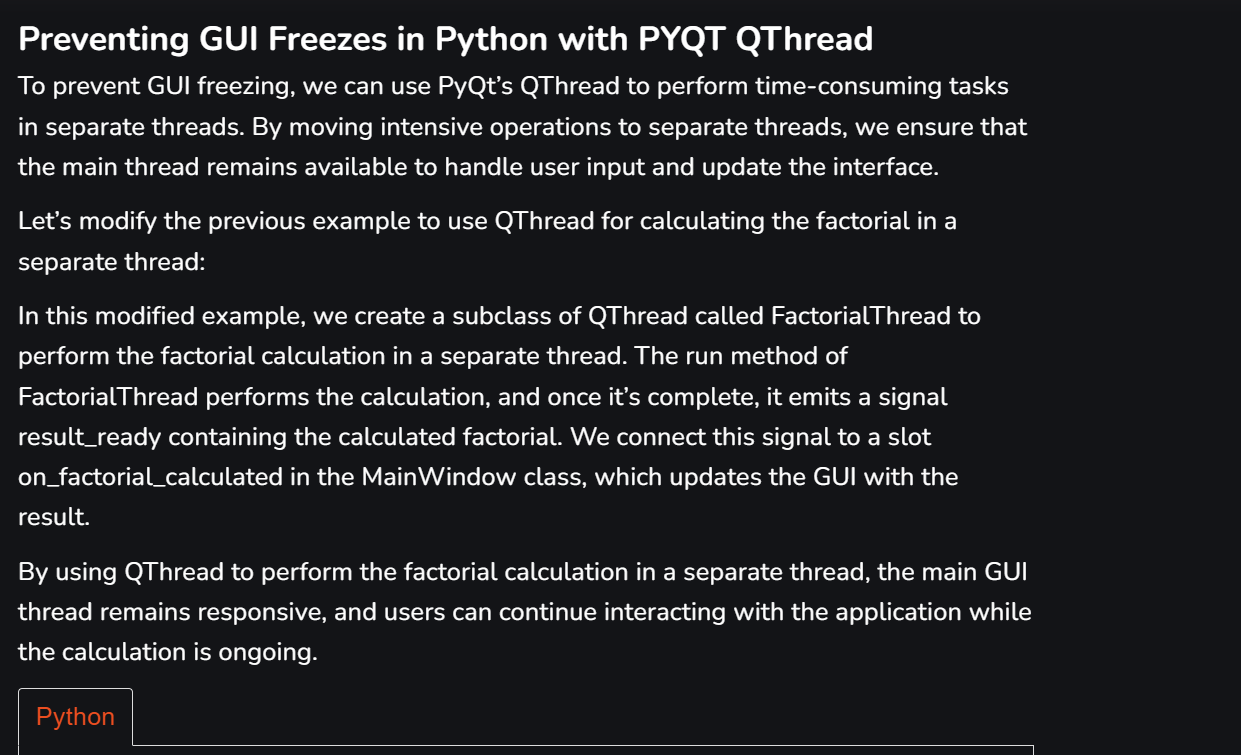 Preventing GUI Freezes in Python with PYQT QThread
To prevent GUI freezing, we can use PyQt’s QThread to perform time-consuming tasks
in separate threads. By moving intensive operations to separate threads, we ensure that
the main thread remains available to handle user input and update the interface.
Let’s modify the previous example to use QThread for calculating the factorial in a
separate thread:
In this modified example, we create a subclass of QThread called FactorialThread to
perform the factorial calculation in a separate thread. The run method of
FactorialThread performs the calculation, and once it’s complete, it emits a signal
result_ready containing the calculated factorial. We connect this signal to a slot
on_factorial_calculated in the MainWindow class, which updates the GUI with the
result.
By using QThread to perform the factorial calculation in a separate thread, the main GUI
thread remains responsive, and users can continue interacting with the application while
the calculation is ongoing.
Python